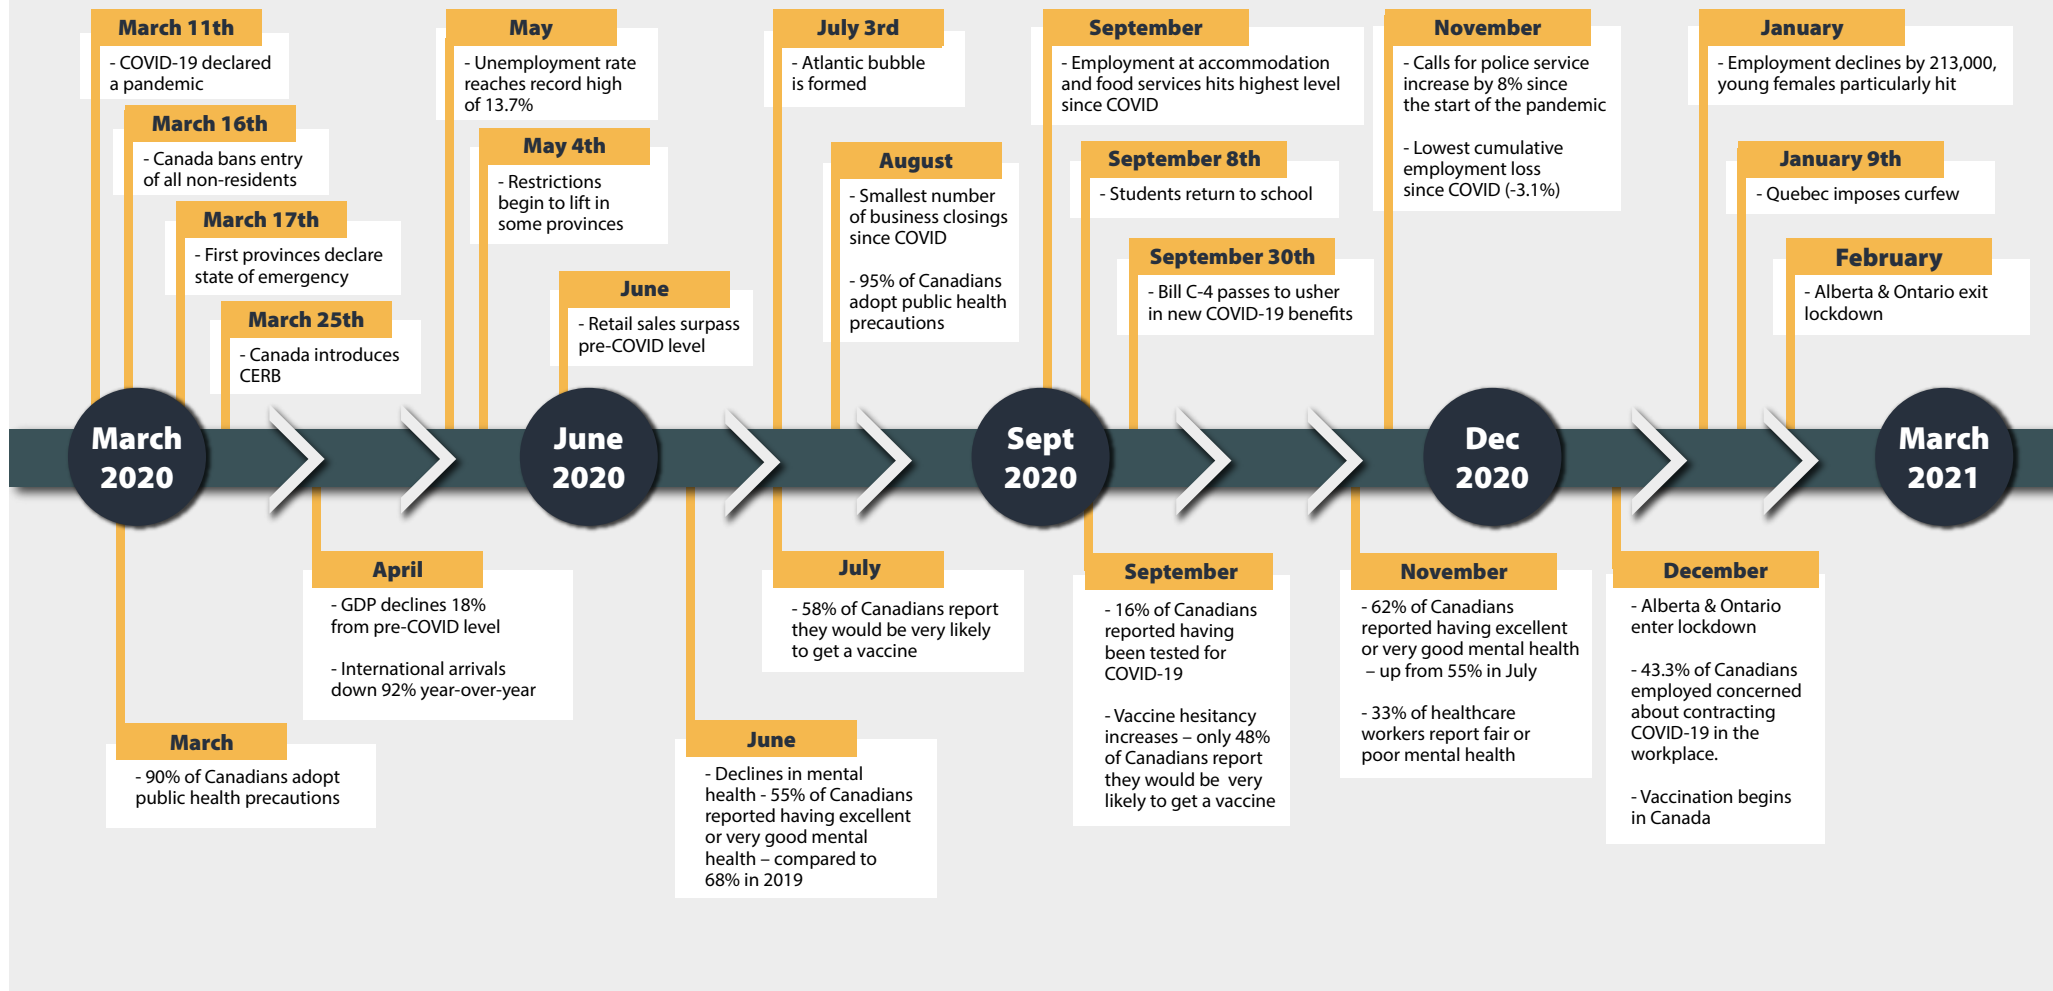 March 11th
- COVID-19 declared
a pandemic
March 16th
- Canada bans entry
of all non-residents
March 17th
- First provinces declare
state of emergency
March 25th
- Canada introduces
CERB
May
- Unemployment rate
reaches record high
of 13.7%
May 4th
- Restrictions
begin to lift in
some provinces
June
- Retail sales surpass
pre-COVID level
July 3rd
- Atlantic bubble
is formed
August
- Smallest number
of business closings
since COVID
- 95% of Canadians
adopt public health
precautions
September
- Employment at accommodation
and food services hits highest level
since COVID
September 8th
- Students return to school
September 30th
- Bill C-4 passes to usher
in new COVID-19 benefits
November
- Calls for police service
increase by 8% since
the start of the pandemic
- Lowest cumulative
employment loss
since COVID (-3.1%)
January
- Employment declines by 213,000,
young females particularly hit
January 9th
- Quebec imposes curfew
February
- Alberta & Ontario exit
lockdown
March
2020
June
2020
Sept
2020
Dec
2020
March
2021
March
- 90% of Canadians adopt
public health precautions
April
- GDP declines 18%
from pre-COVID level
- International arrivals
down 92% year-over-year
June
- Declines in mental
health - 55% of Canadians
reported having excellent
or very good mental
health – compared to
68% in 2019
July
- 58% of Canadians report
they would be very likely
to get a vaccine
September
- 16% of Canadians
reported having
been tested for
COVID-19
- Vaccine hesitancy
increases – only 48%
of Canadians report
they would be very
likely to get a vaccine
November
- 62% of Canadians
reported having excellent
or very good mental health
– up from 55% in July
- 33% of healthcare
workers report fair or
poor mental health
December
- Alberta & Ontario
enter lockdown
- 43.3% of Canadians
employed concerned
about contracting
COVID-19 in the
workplace.
- Vaccination begins
in Canada